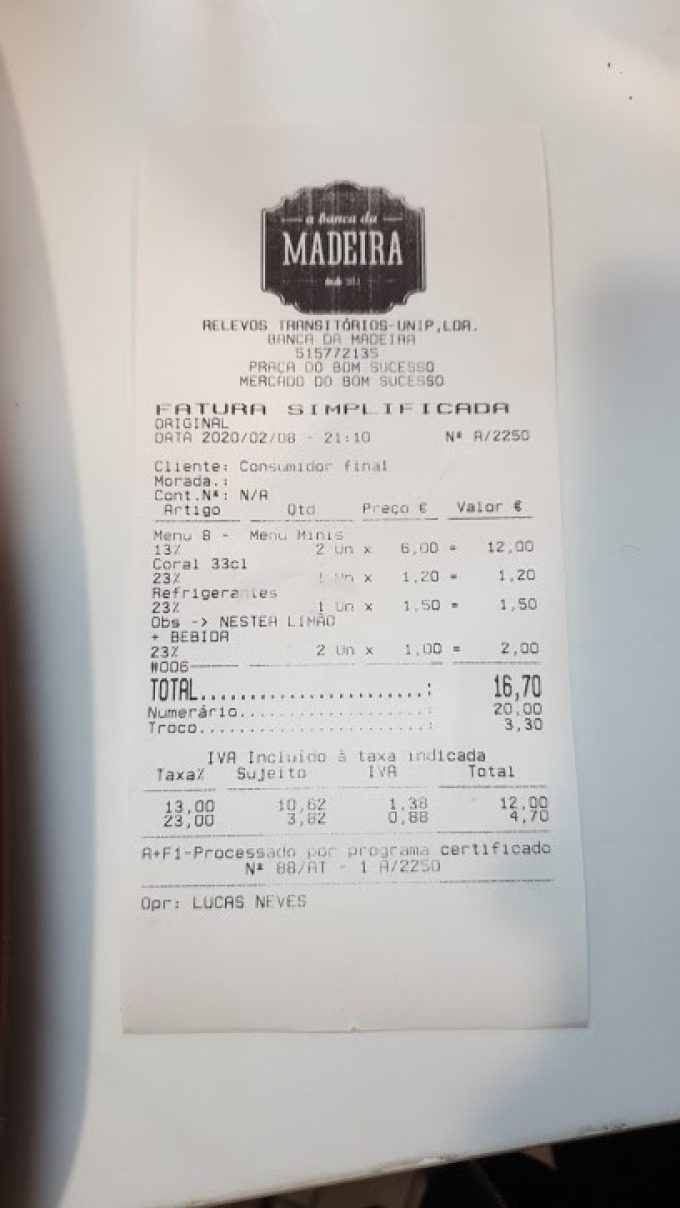 a banca da
MADEIRA
RELEVOS TRANSITÓRIOS-UNIP,LDA.
BANCA DA MADEIRA
515772135
PRAÇA DO BOM SUCESSO
MERCADO DO BOM SUCESSO
FATURA SIMPLIFICADA
ORIGINAL
DATA 2020/02/08 - 21:10 Nº A/2250
Cliente: Consumidor final
Morada.:
Cont.Nº: N/A
Artigo Qtd Preço € Valor €
Menu 8 - Menu Minis
13% 2 Un x 6,00 = 12,00
Coral 33cl
23% 1 Un x 1,20 = 1,20
Refrigerantes
23% 1 Un x 1,50 = 1,50
Obs -> NESTEA LIMÃO
+ BEBIDA
23% 2 Un x 1,00 = 2,00
#006
TOTAL.......................: 16,70
Numerário...................: 20,00
Troco.......................: 3,30
IVA Incluído à taxa indicada
Taxa% Sujeito IVA Total
13,00 10,62 1,38 12,00
23,00 3,82 0,88 4,70
A+F1-Processado por programa certificado
Nº 88/AT - 1 A/2250
Opr: LUCAS NEVES